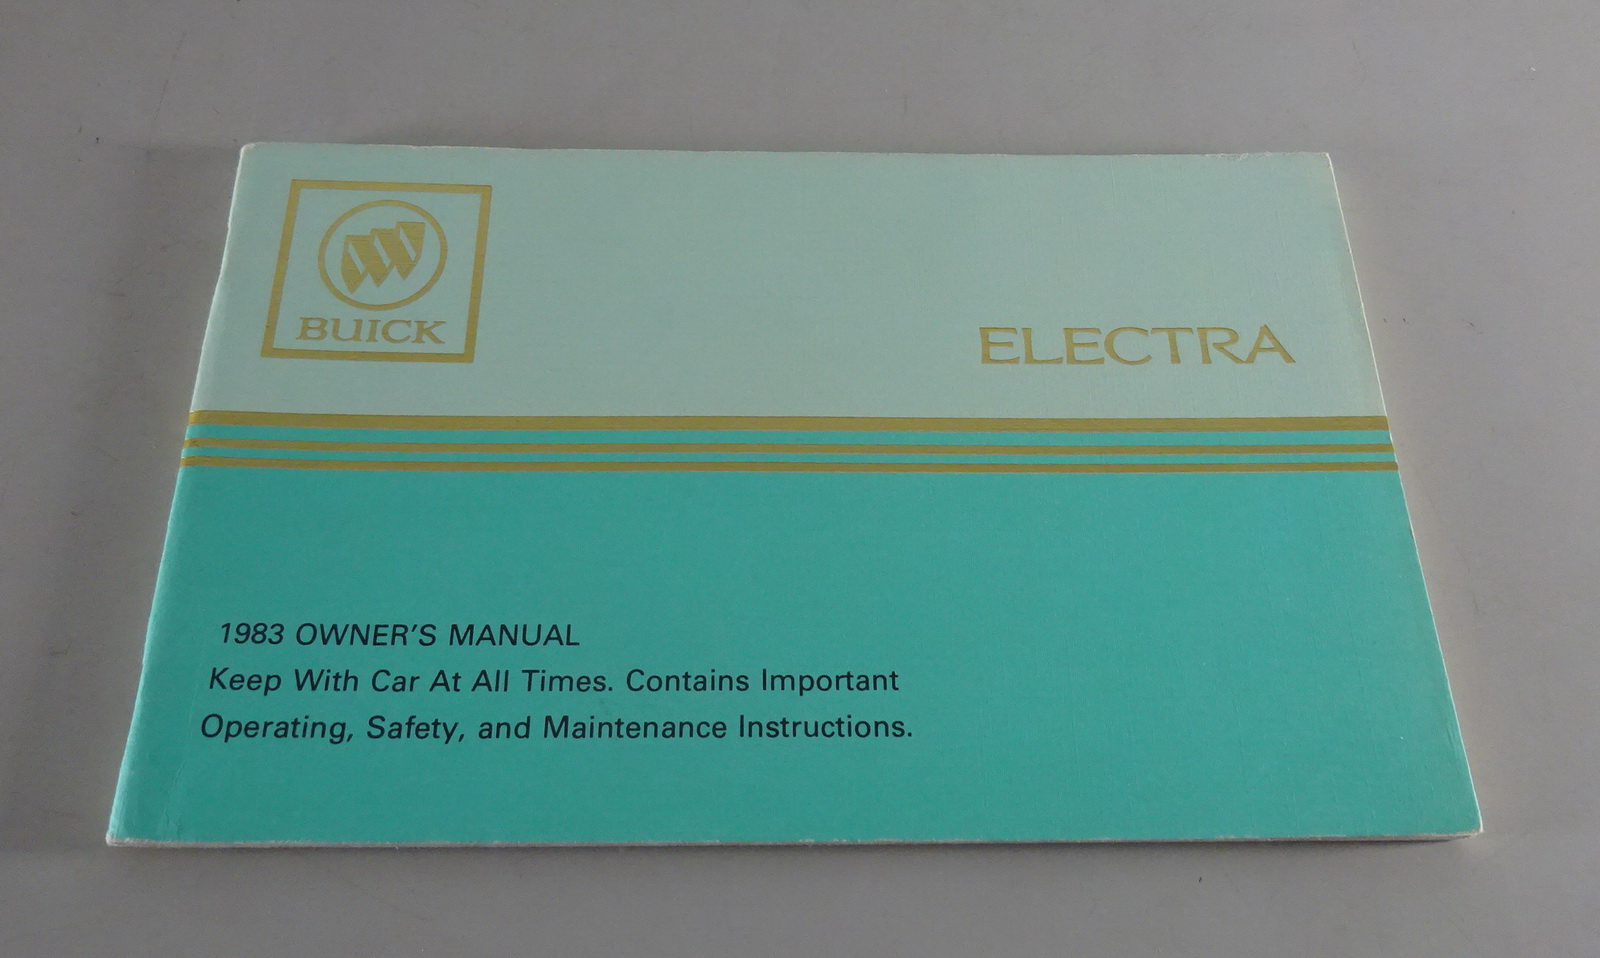 BUICK
ELECTRA
1983 OWNER'S MANUAL
Keep With Car At All Times. Contains Important
Operating, Safety, and Maintenance Instructions.